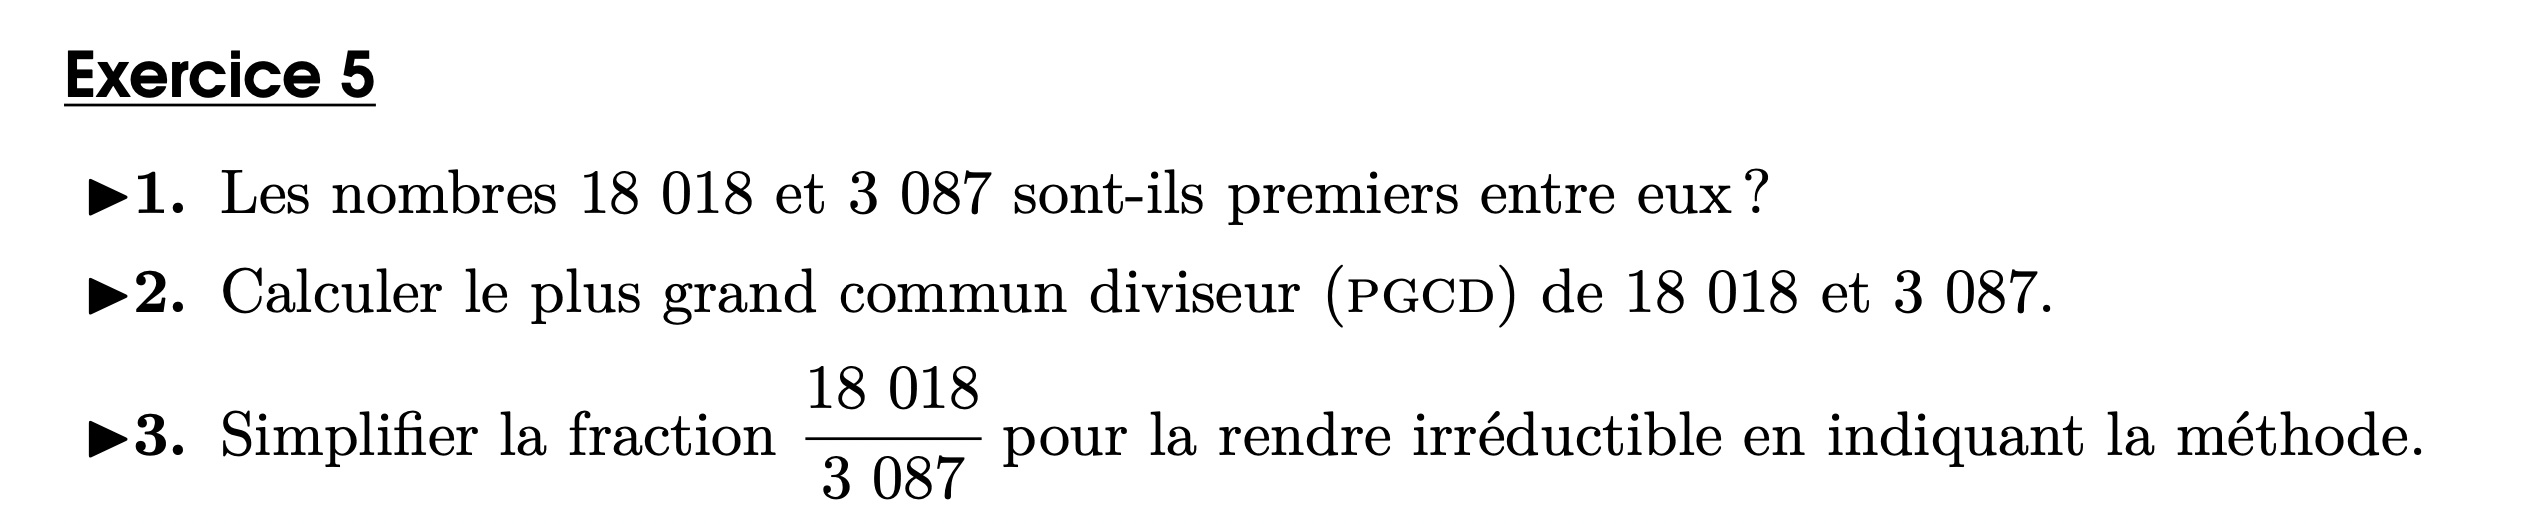 Exercice 5
▶1. Les nombres 18 018 et 3 087 sont-ils premiers entre eux ?
▶2. Calculer le plus grand commun diviseur (PGCD) de 18 018 et 3 087.
▶3. Simplifier la fraction \frac{18 018}{3 087} pour la rendre irréductible en indiquant la méthode.